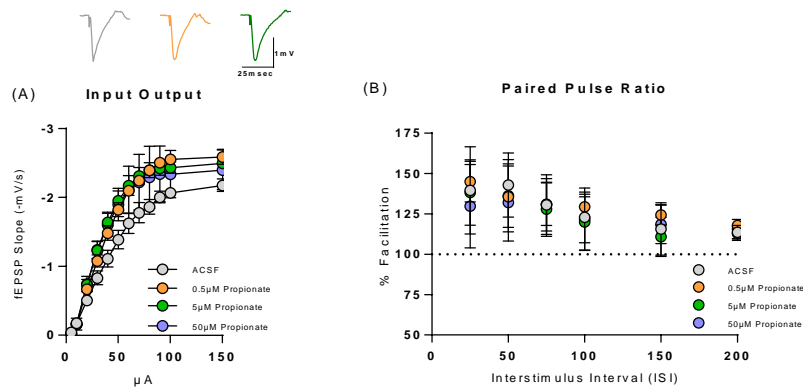 1mV
25msec
(A)
Input Output
-3
-2
-1
0
fEPSP Slope (-mV/s)
0
50
100
150
µA
ACSF
0.5µM Propionate
5µM Propionate
50µM Propionate
(B)
Paired Pulse Ratio
175
150
125
100
75
50
% Facilitation
0
50
100
150
200
Interstimulus Interval (ISI)
ACSF
0.5µM Propionate
5µM Propionate
50µM Propionate